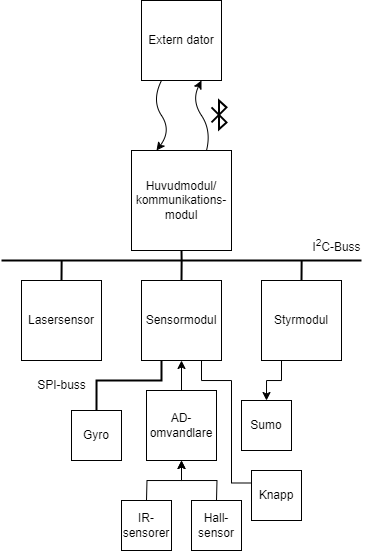 Extern dator
Huvudmodul/
kommunikations-
modul
I²C-Buss
Lasersensor
Sensormodul
Styrmodul
SPI-buss
Gyro
AD-
omvandlare
Sumo
Knapp
IR-
sensorer
Hall-
sensor